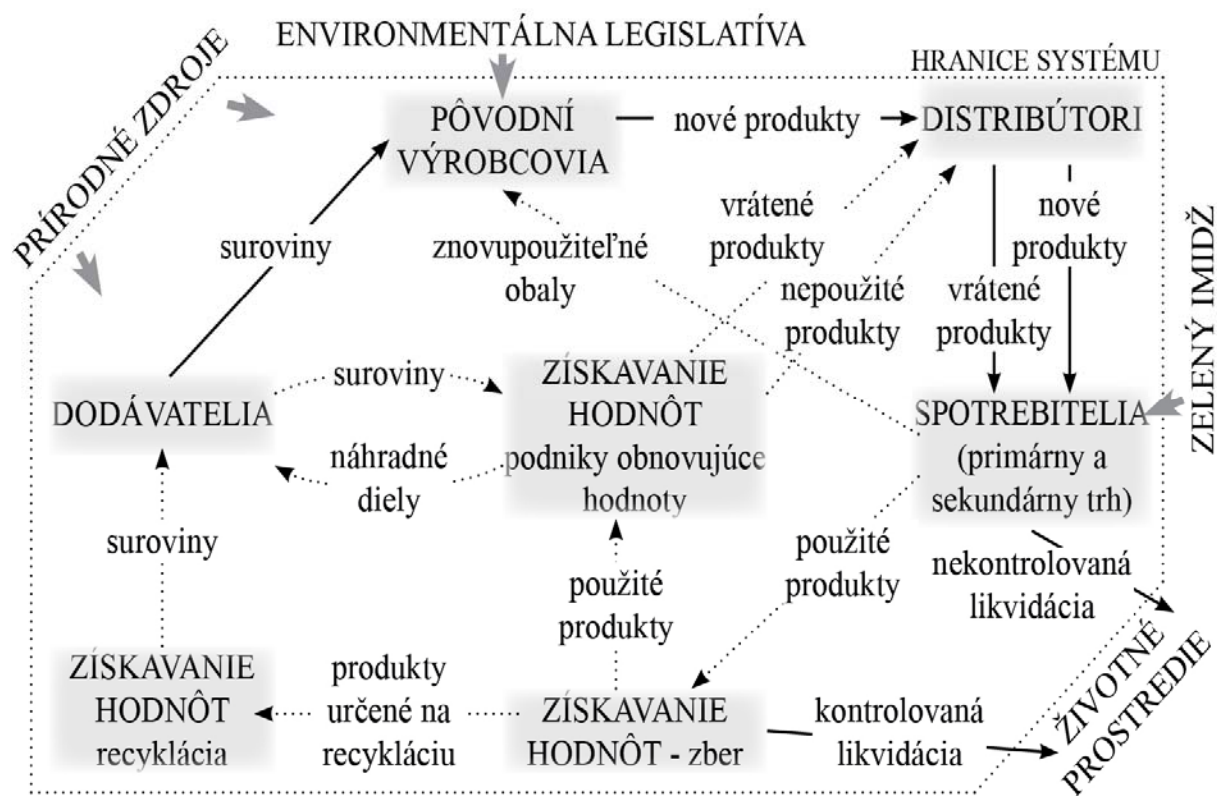 ENVIRONMENTÁLNA LEGISLATÍVA
HRANICE SYSTÉMU
PRÍRODNÉ ZDROJE
PÔVODNÍ
VÝROBCOVIA
nové produkty
DISTRIBÚTORI
suroviny
znovupoužiteľné
obaly
vrátené
produkty
nepoužité
produkty
nové
produkty
vrátené
produkty
ZELENÝ IMIDŽ
DODÁVATELIA
suroviny
náhradné
diely
ZÍSKAVANIE
HODNÔT
podniky obnovujúce
hodnoty
SPOTREBITELIA
(primárny a
sekundárny trh)
suroviny
použité
produkty
použité
produkty
nekontrolovaná
likvidácia
ZÍSKAVANIE
HODNÔT
recyklácia
produkty
určené na
recykláciu
ZÍSKAVANIE
HODNÔT - zber
kontrolovaná
likvidácia
ŽIVOTNÉ
PROSTREDIE